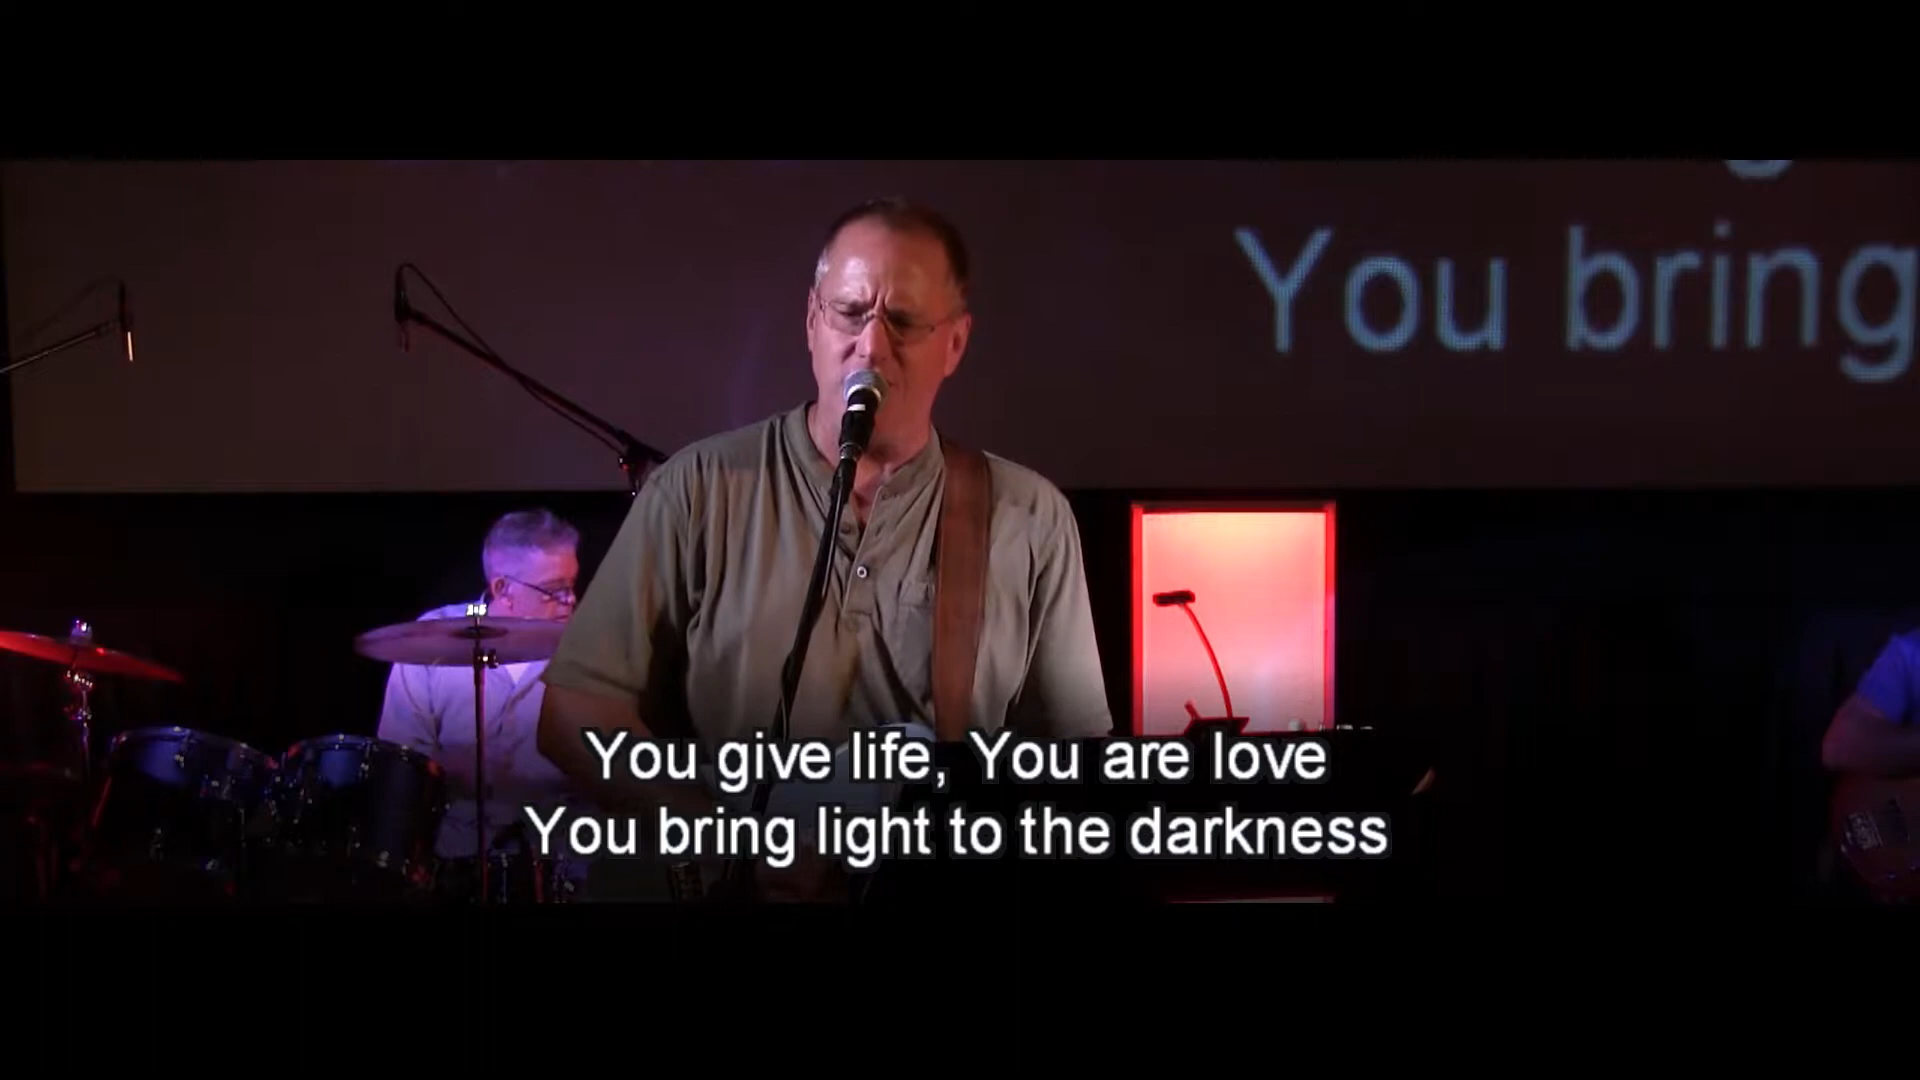 You bring
You give life, You are love
You bring light to the darkness